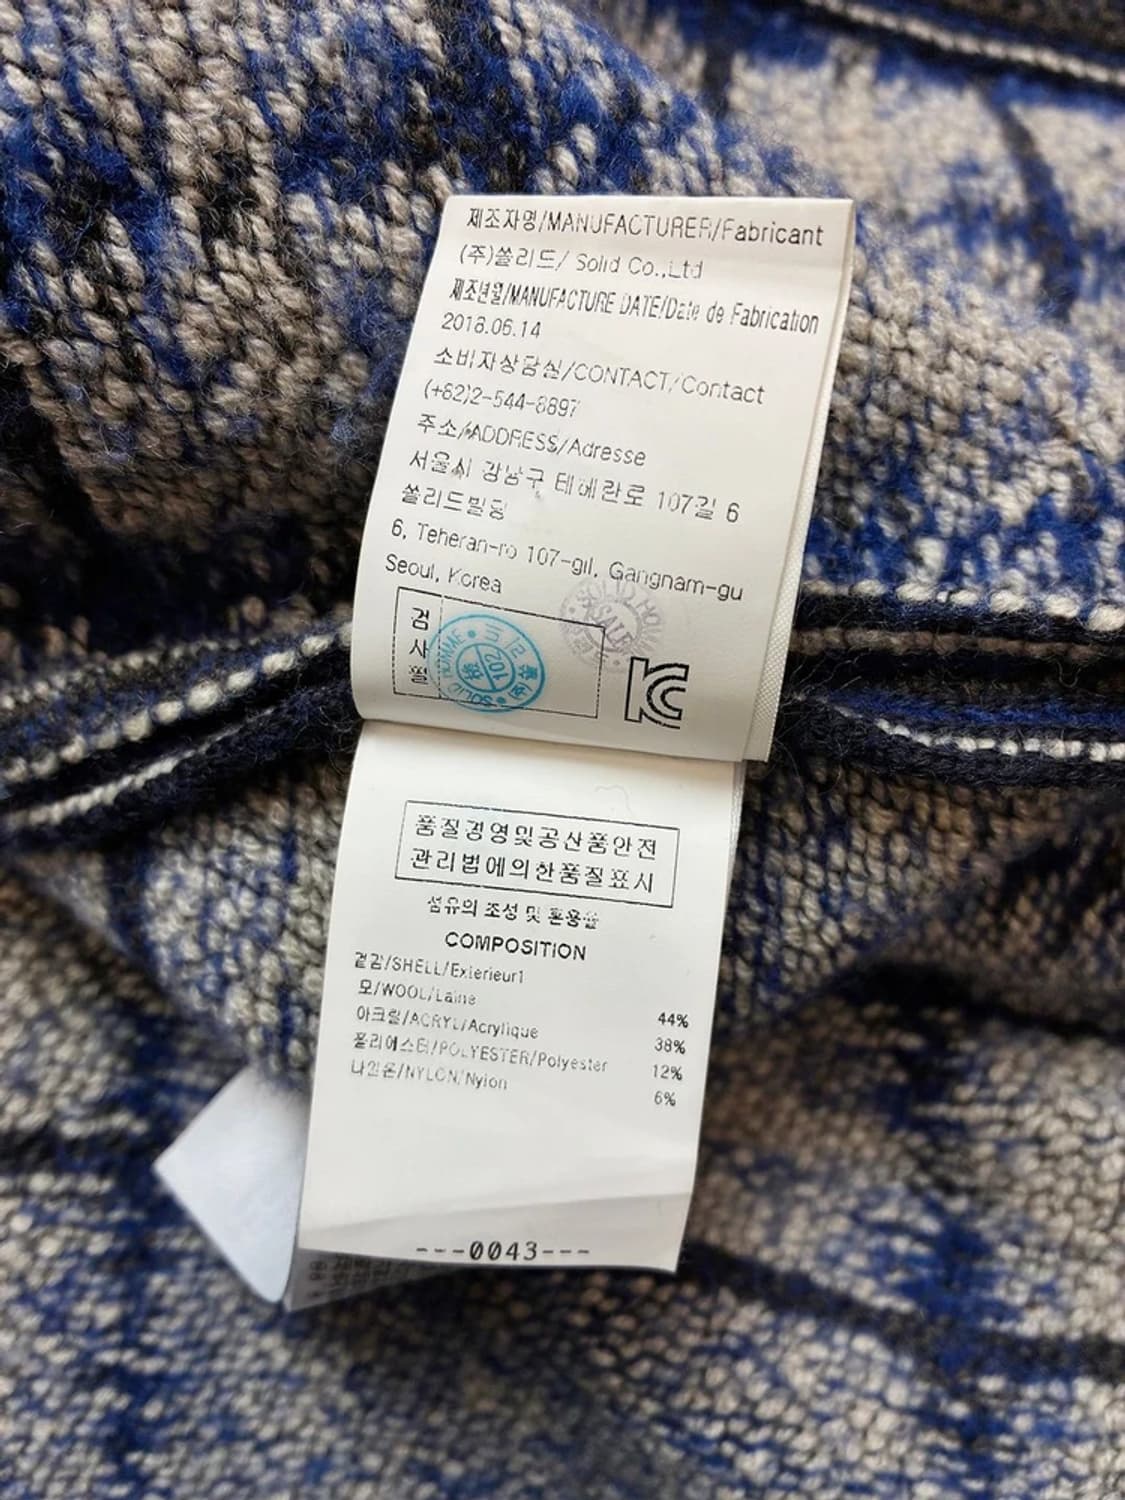 제조자명/MANUFACTURER/Fabricant
(주)쏠리드/ Solid Co.,Ltd
제조년월/MANUFACTURE DATE/Date de Fabrication
2018.06.14
소비자상담실/CONTACT/Contact
(+82)2-544-8897
주소/ADDRESS/Adresse
서울시 강남구 테헤란로 107길 6
쏠리드빌딩
6, Teheran-ro 107-gil, Gangnam-gu
Seoul, Korea
검
사
필
SOLID HOMME
102
SALE
품질경영및공산품안전
관리법에의한품질표시
섬유의 조성 및 혼용율
COMPOSITION
겉감/SHELL/Exterieur1
모/WOOL/Laine 44%
아크릴/ACRYL/Acrylique 38%
폴리에스터/POLYESTER/Polyester 12%
나일론/NYLON/Nylon 6%
---0043---